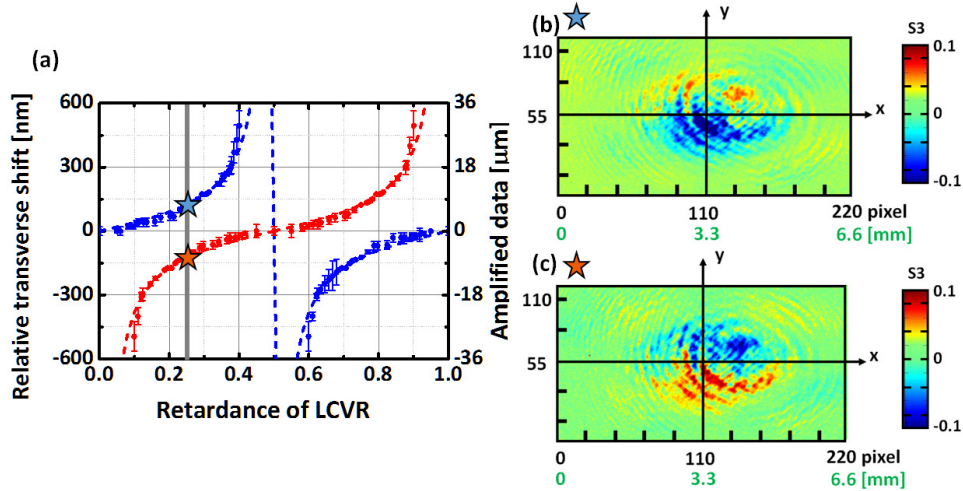 (a)
Relative transverse shift [nm]
600
300
0
-300
-600
36
18
0
-18
-36
Amplified data [µm]
0.0 0.2 0.4 0.6 0.8 1.0
Retardance of LCVR
(b)
y
S3
110
55
x
0.1
0
-0.1
0 110 220 pixel
0 3.3 6.6 [mm]
(c)
y
S3
110
55
x
0.1
0
-0.1
0 110 220 pixel
0 3.3 6.6 [mm]